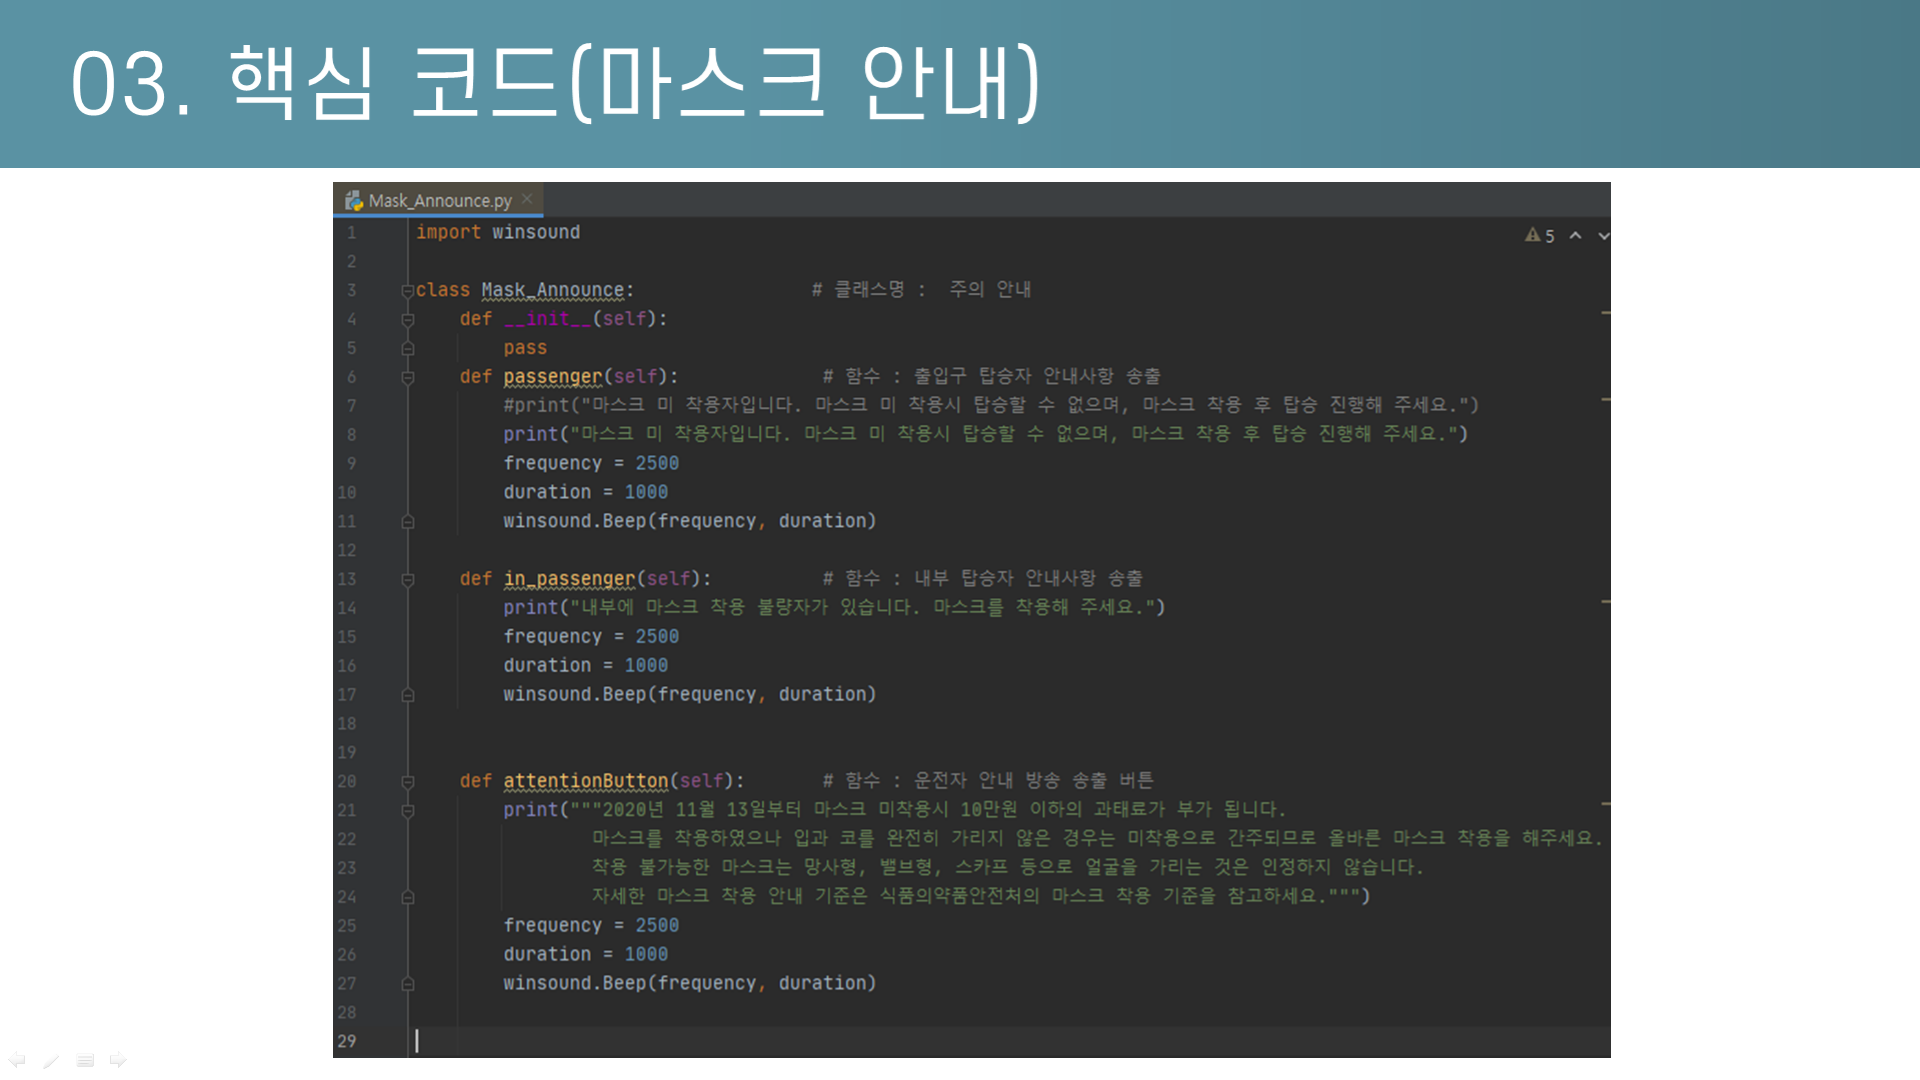 03. 핵심 코드(마스크 안내)
Mask_Announce.py
5
1 import winsound
2
3 class Mask_Announce: # 클래스명 : 주의 안내
4 def __init__(self):
5 pass
6 def passenger(self): # 함수 : 출입구 탑승자 안내사항 송출
7 #print("마스크 미 착용자입니다. 마스크 미 착용시 탑승할 수 없으며, 마스크 착용 후 탑승 진행해 주세요.")
8 print("마스크 미 착용자입니다. 마스크 미 착용시 탑승할 수 없으며, 마스크 착용 후 탑승 진행해 주세요.")
9 frequency = 2500
10 duration = 1000
11 winsound.Beep(frequency, duration)
12
13 def in_passenger(self): # 함수 : 내부 탑승자 안내사항 송출
14 print("내부에 마스크 착용 불량자가 있습니다. 마스크를 착용해 주세요.")
15 frequency = 2500
16 duration = 1000
17 winsound.Beep(frequency, duration)
18
19
20 def attentionButton(self): # 함수 : 운전자 안내 방송 송출 버튼
21 print("""2020년 11월 13일부터 마스크 미착용시 10만원 이하의 과태료가 부가 됩니다.
22 마스크를 착용하였으나 입과 코를 완전히 가리지 않은 경우는 미착용으로 간주되므로 올바른 마스크 착용을 해주세요.
23 착용 불가능한 마스크는 망사형, 밸브형, 스카프 등으로 얼굴을 가리는 것은 인정하지 않습니다.
24 자세한 마스크 착용 안내 기준은 식품의약품안전처의 마스크 착용 기준을 참고하세요.""")
25 frequency = 2500
26 duration = 1000
27 winsound.Beep(frequency, duration)
28
29